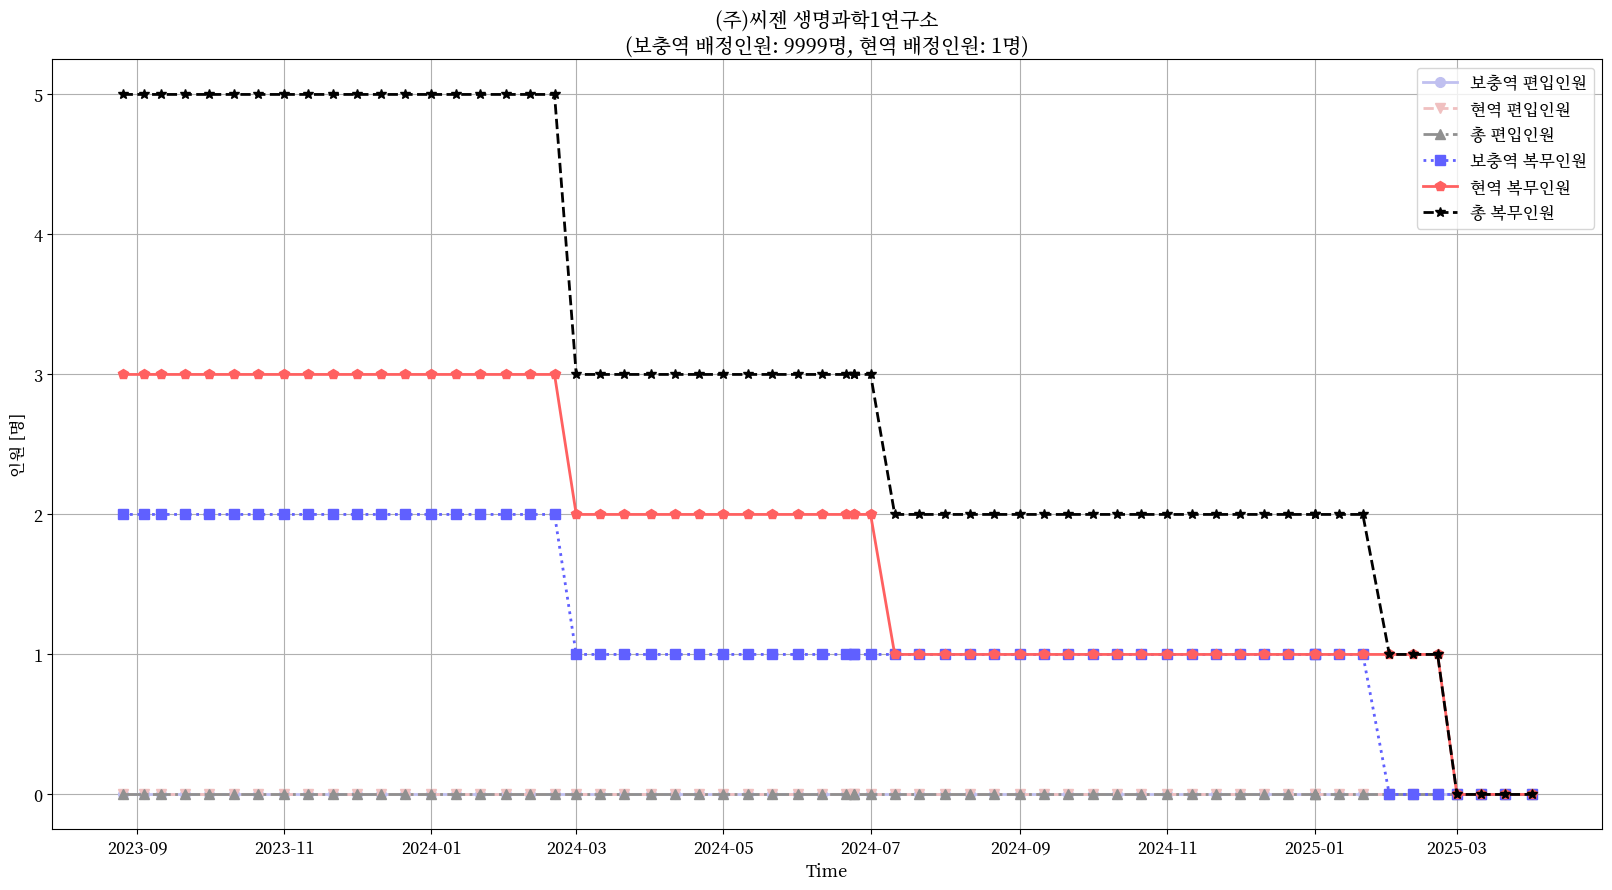 (주)씨젠 생명과학1연구소
(보충역 배정인원: 9999명, 현역 배정인원: 1명)
보충역 편입인원
현역 편입인원
총 편입인원
보충역 복무인원
현역 복무인원
총 복무인원
인원 [명]
5
4
3
2
1
0
2023-09
2023-11
2024-01
2024-03
2024-05
2024-07
2024-09
2024-11
2025-01
2025-03
Time